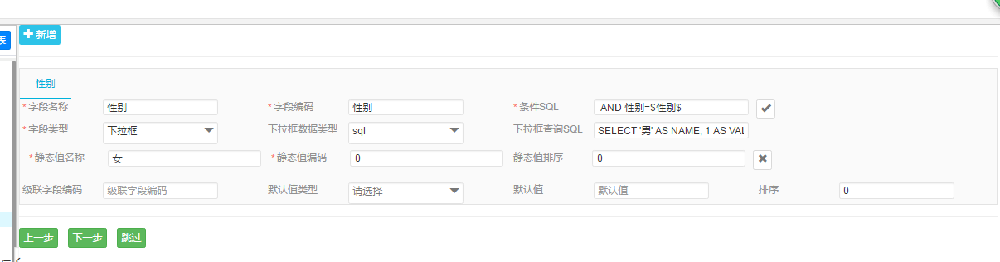 表
新增
性别
* 字段名称 性别 * 字段编码 性别 * 条件SQL AND 性别=$性别$
* 字段类型 下拉框 下拉框数据类型 sql 下拉框查询SQL SELECT '男' AS NAME, 1 AS VAL
* 静态值名称 女 * 静态值编码 0 静态值排序 0
级联字段编码 级联字段编码 默认值类型 请选择 默认值 默认值 排序 0
上一步 下一步 跳过